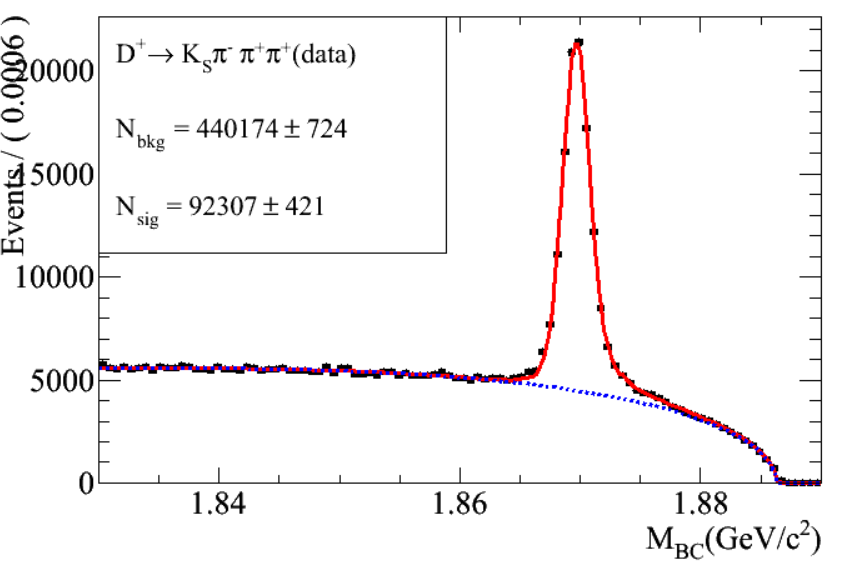 D⁺→ K_Sπ⁻ π⁺π⁺(data)
N_bkg = 440174 ± 724
N_sig = 92307 ± 421
Events / ( 0.0006 )
20000
15000
10000
5000
0
1.84 1.86 1.88
M_BC(GeV/c²)